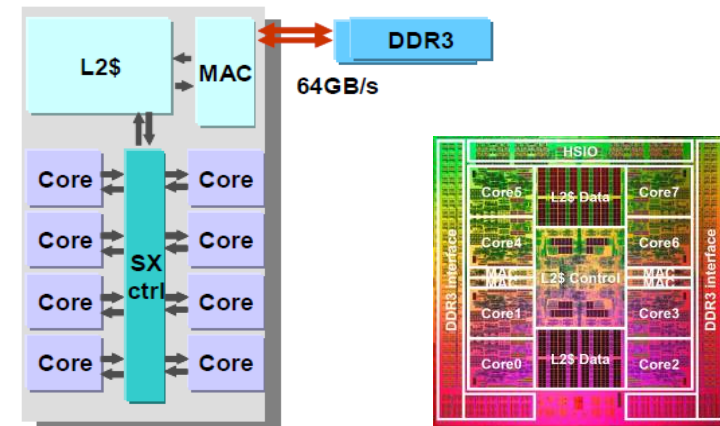 L2$
MAC
DDR3
64GB/s
Core
Core
Core
Core
SX
ctrl
Core
Core
Core
Core
HSIO
DDR3 interface
Core5
L2$ Data
Core7
Core4
Core6
MAC
MAC
L2$ Control
MAC
MAC
Core1
Core3
Core0
L2$ Data
Core2
DDR3 interface